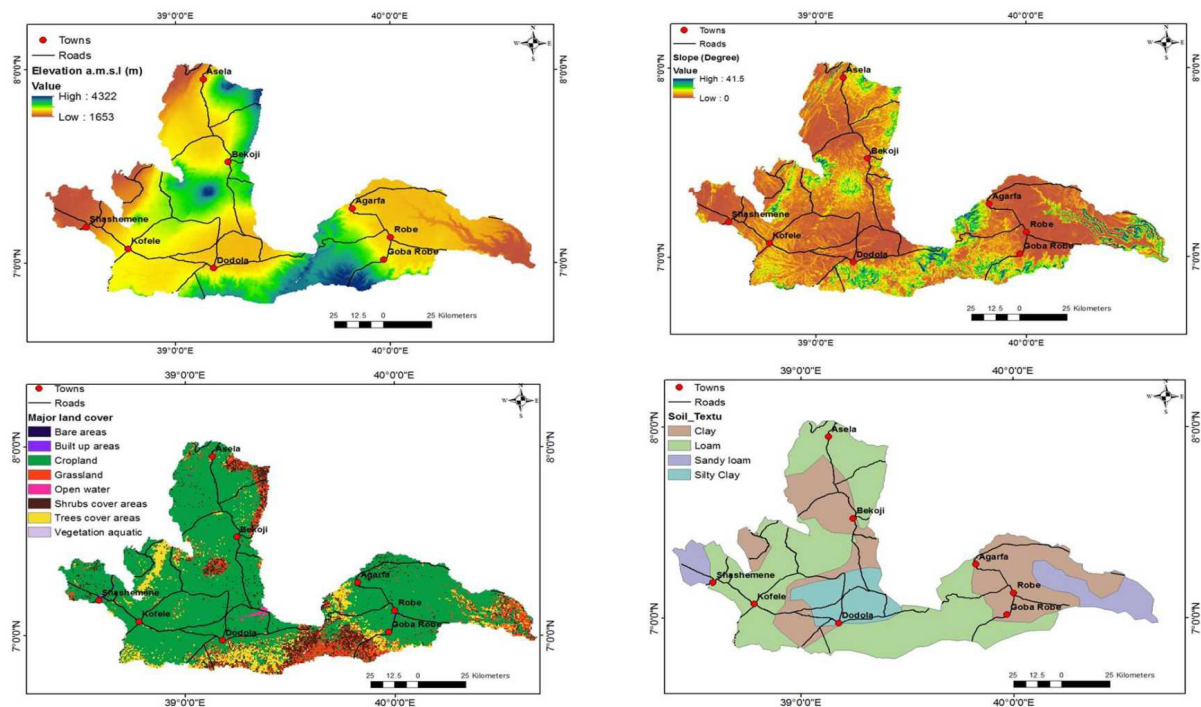 39°0'0"E
40°0'0"E
Towns
Roads
Elevation a.m.s.l (m)
Value
High : 4322
Low : 1653
N
W
E
S
8°0'0"N
7°0'0"N
8°0'0"N
7°0'0"N
Asela
Bekoji
Agarfa
Shashemene
Kofele
Robe
Goba Robe
Dodola
25 12.5 0 25 Kilometers
39°0'0"E
40°0'0"E
39°0'0"E
40°0'0"E
Towns
Roads
Slope (Degree)
Value
High : 41.5
Low : 0
N
W
E
S
8°0'0"N
7°0'0"N
8°0'0"N
7°0'0"N
Asela
Bekoji
Agarfa
Shashemene
Kofele
Robe
Goba Robe
Dodola
25 12.5 0 25 Kilometers
39°0'0"E
40°0'0"E
39°0'0"E
40°0'0"E
Towns
Roads
Major land cover
Bare areas
Built up areas
Cropland
Grassland
Open water
Shrubs cover areas
Trees cover areas
Vegetation aquatic
N
W
E
S
8°0'0"N
7°0'0"N
8°0'0"N
7°0'0"N
Asela
Bekoji
Agarfa
Shashemene
Kofele
Robe
Goba Robe
Dodola
25 12.5 0 25 Kilometers
39°0'0"E
40°0'0"E
39°0'0"E
40°0'0"E
Towns
Roads
Soil_Textu
Clay
Loam
Sandy loam
Silty Clay
N
W
E
S
8°0'0"N
7°0'0"N
8°0'0"N
7°0'0"N
Asela
Bekoji
Agarfa
Shashemene
Kofele
Robe
Goba Robe
Dodola
25 12.5 0 25 Kilometers
39°0'0"E
40°0'0"E